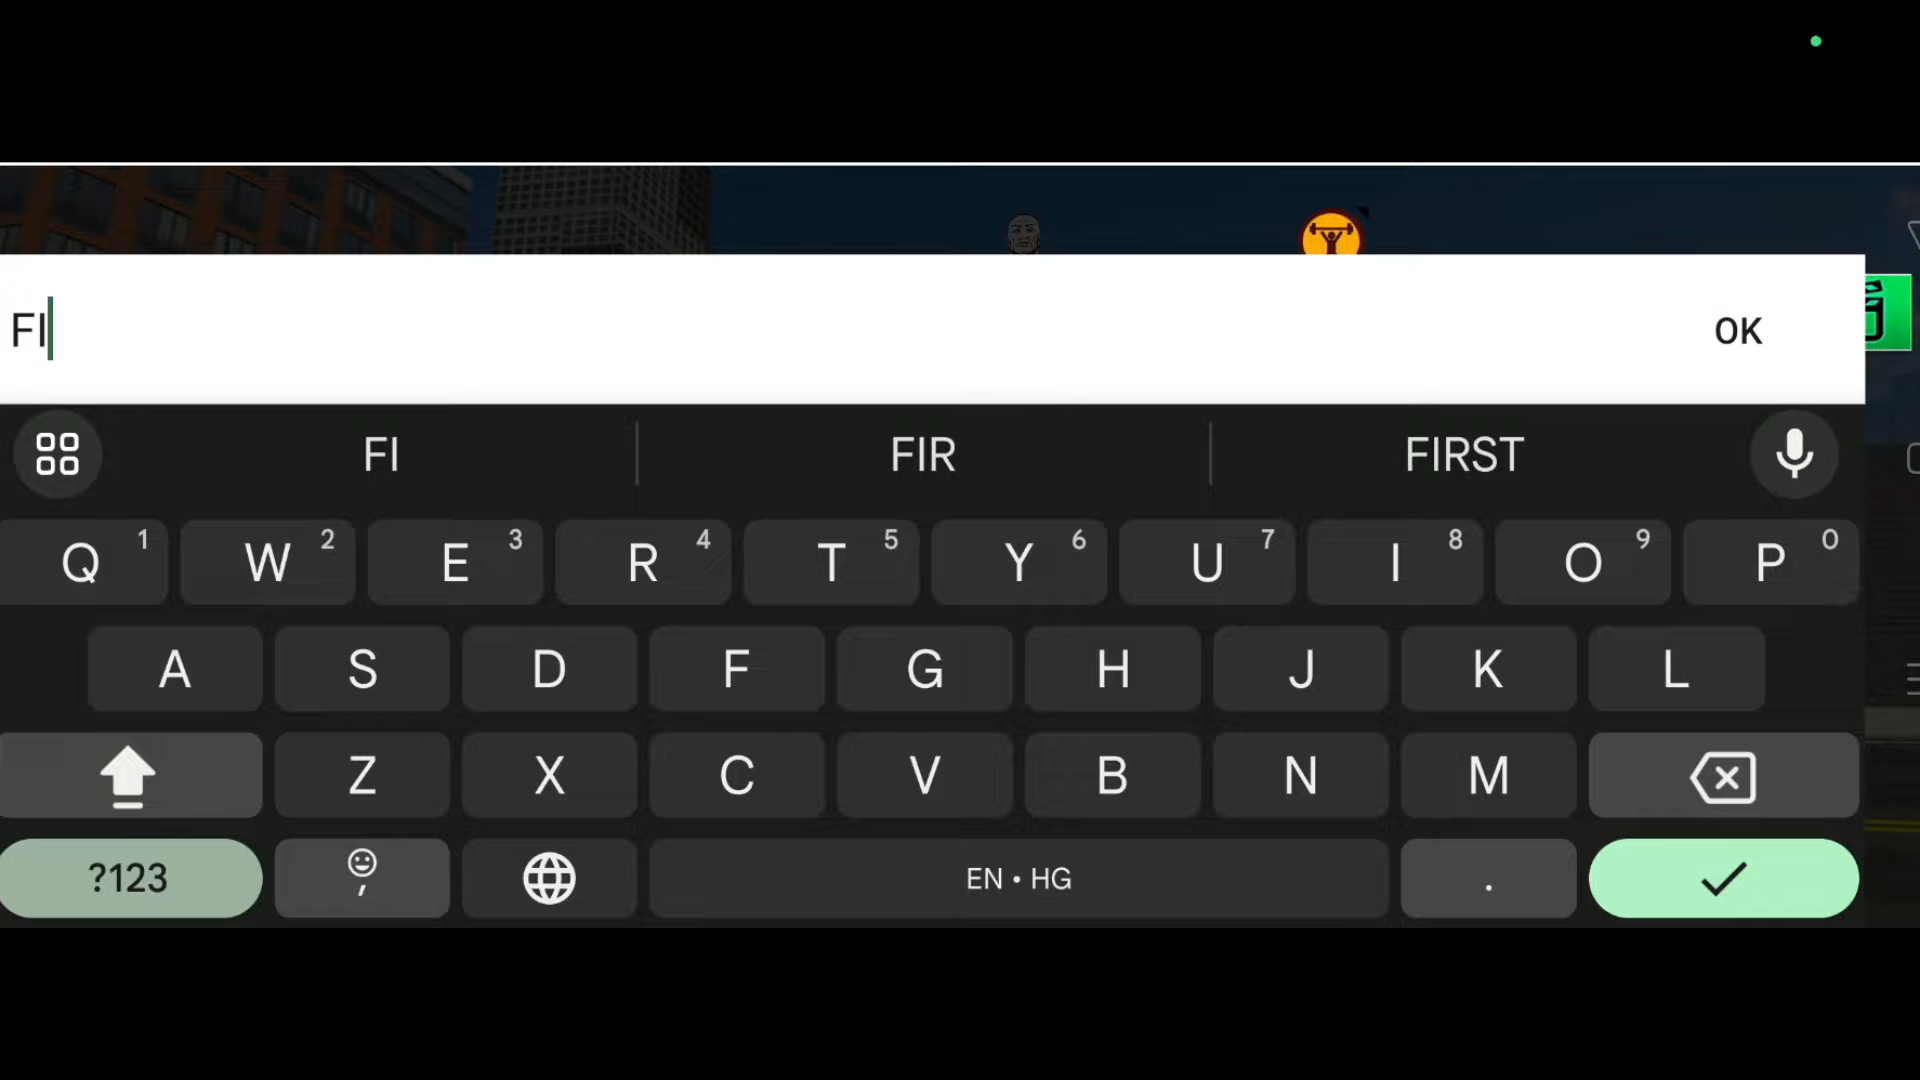 FI
OK
FI FIR FIRST
Q 1 W 2 E 3 R 4 T 5 Y 6 U 7 I 8 O 9 P 0
A S D F G H J K L
Z X C V B N M
?123 , EN • HG .